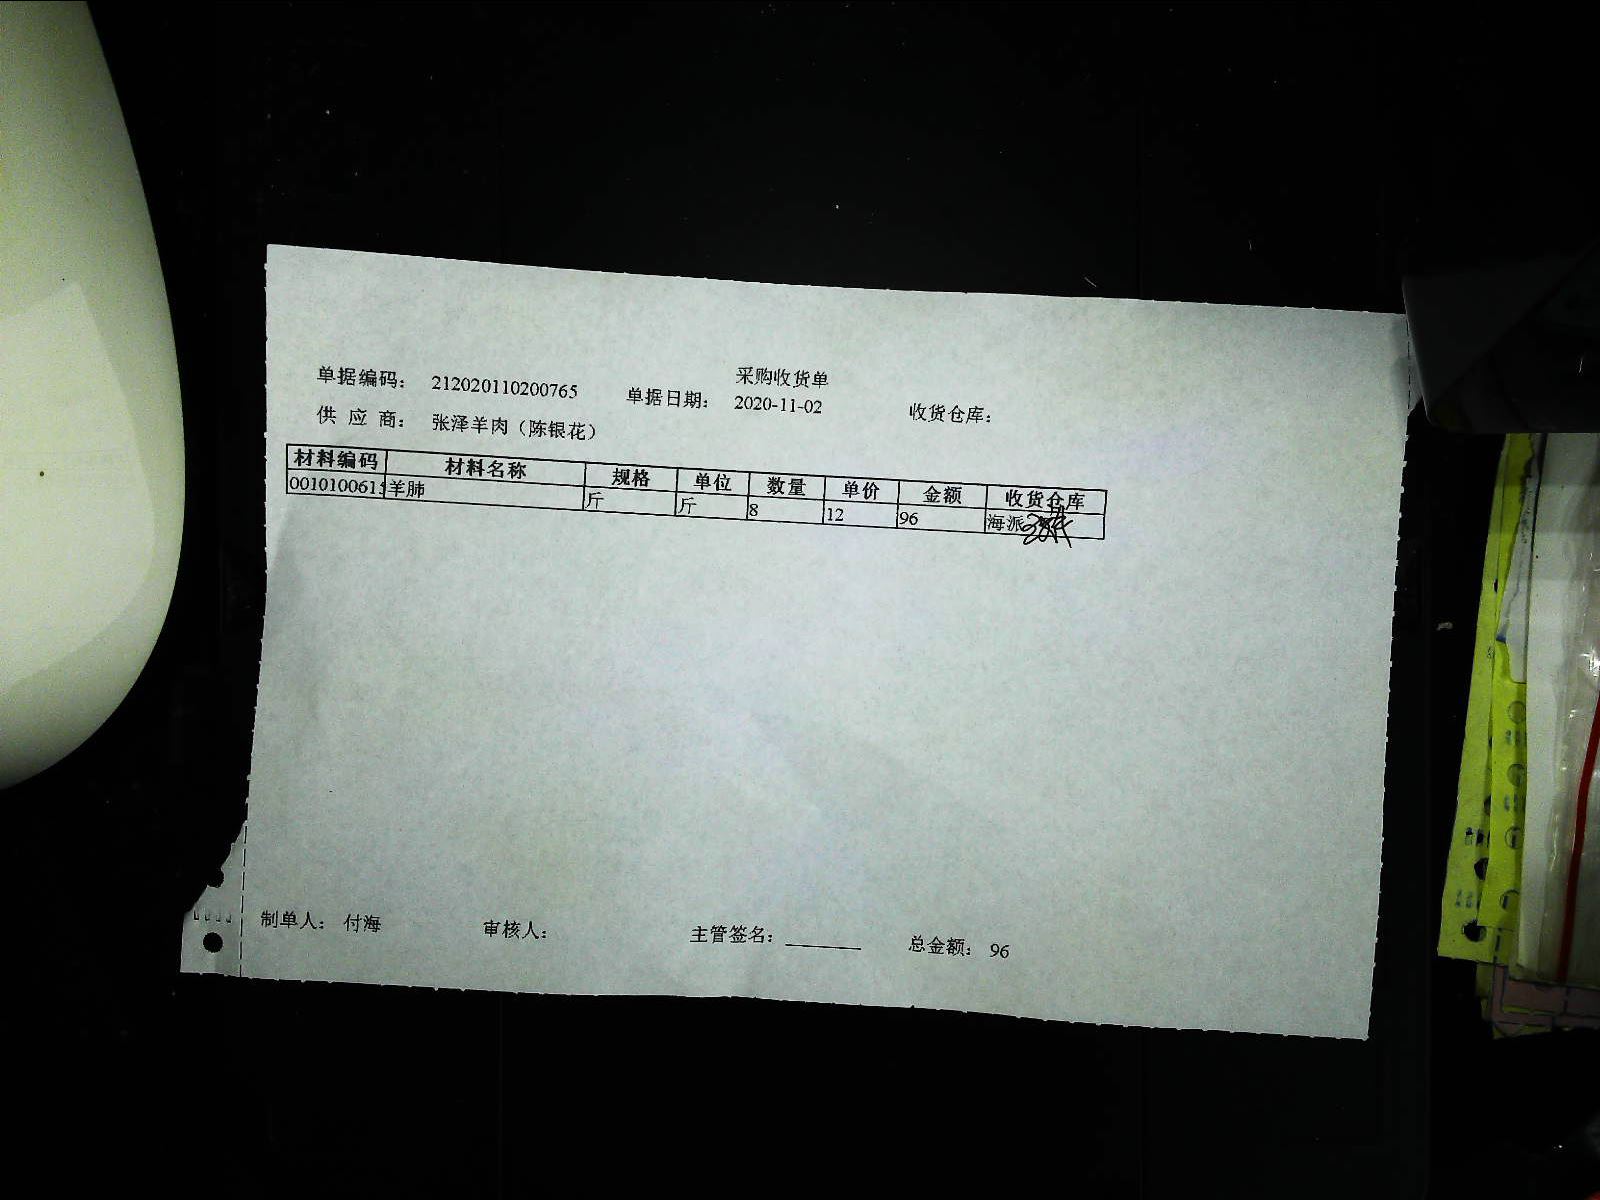 采购收货单
单据编码： 212020110200765 单据日期： 2020-11-02 收货仓库：
供 应 商： 张泽羊肉（陈银花）
材料编码 材料名称 规格 单位 数量 单价 金额 收货仓库
001010061 羊肺 斤 斤 8 12 96 海派
制单人： 付海 审核人： 主管签名： 总金额： 96